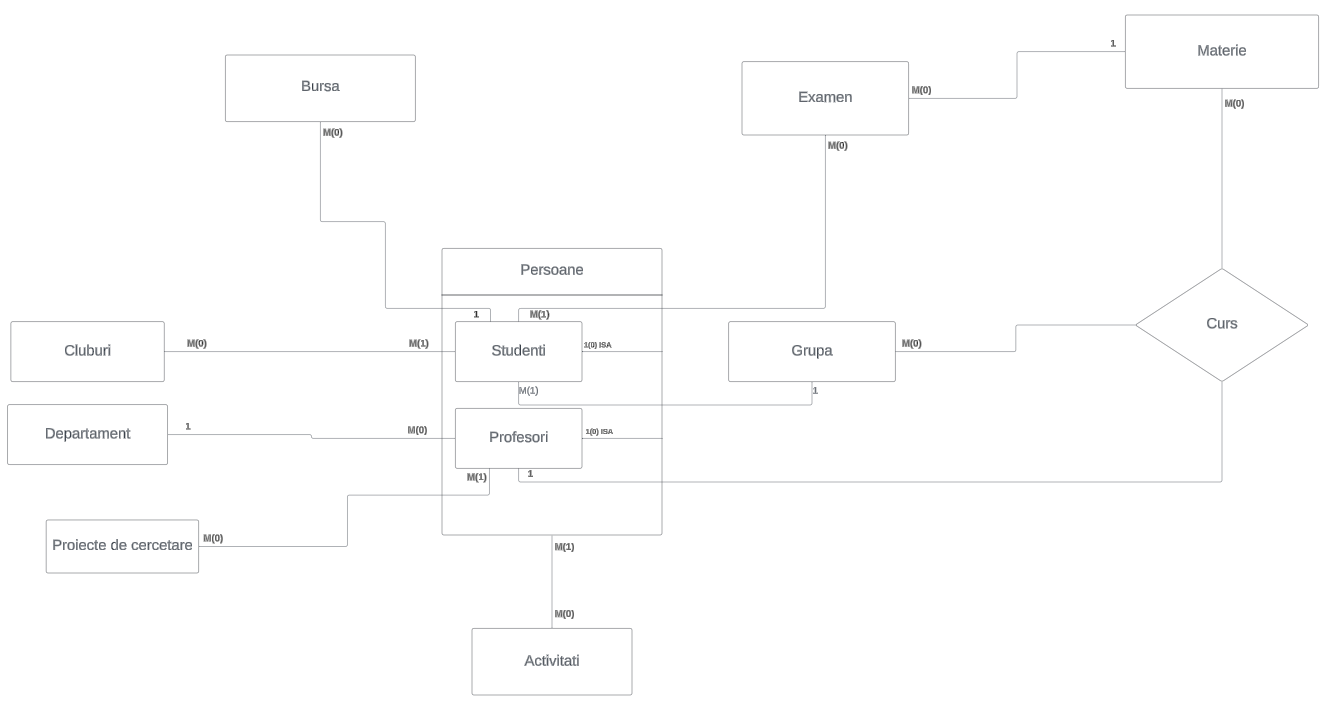 Materie
1
Bursa
Examen
M(0)
M(0)
M(0)
M(0)
Persoane
1
M(1)
Curs
Cluburi
M(0)
M(1)
Studenti
1(0) ISA
Grupa
M(0)
M(1)
1
Departament
1
M(0)
Profesori
1(0) ISA
M(1)
1
Proiecte de cercetare
M(0)
M(1)
M(0)
Activitati